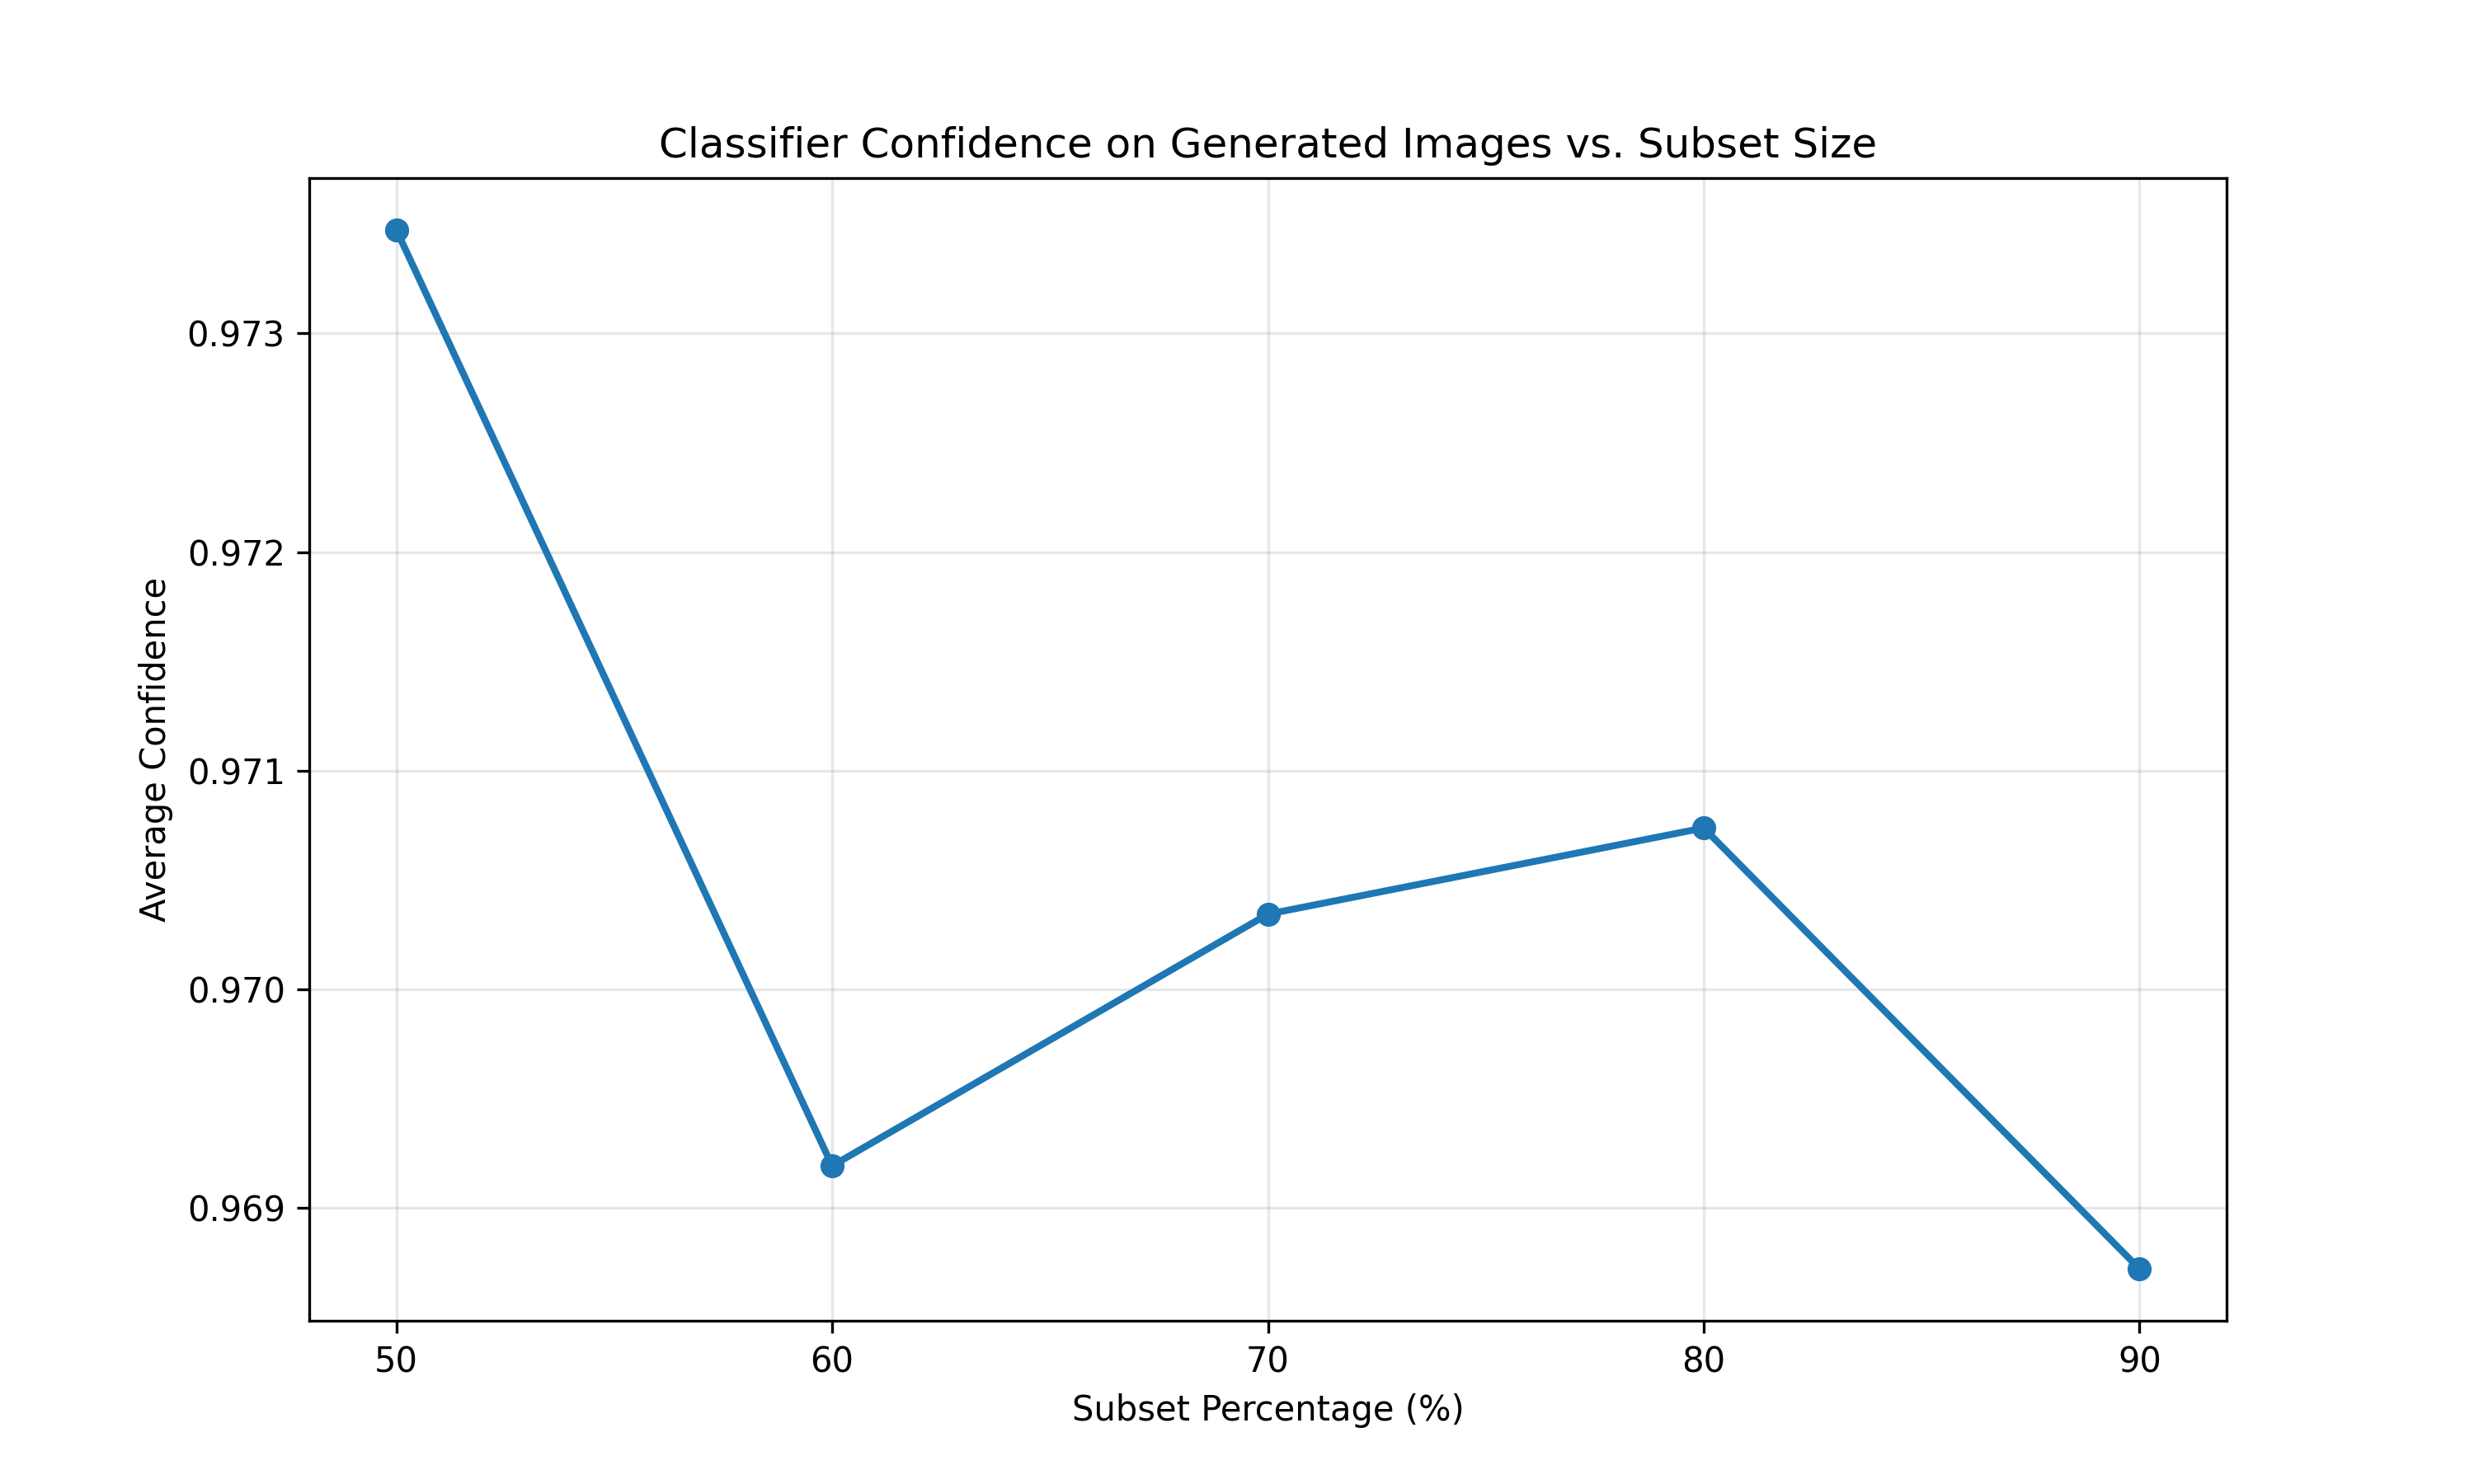 Classifier Confidence on Generated Images vs. Subset Size
0.973
0.972
0.971
0.970
0.969
Average Confidence
50 60 70 80 90
Subset Percentage (%)